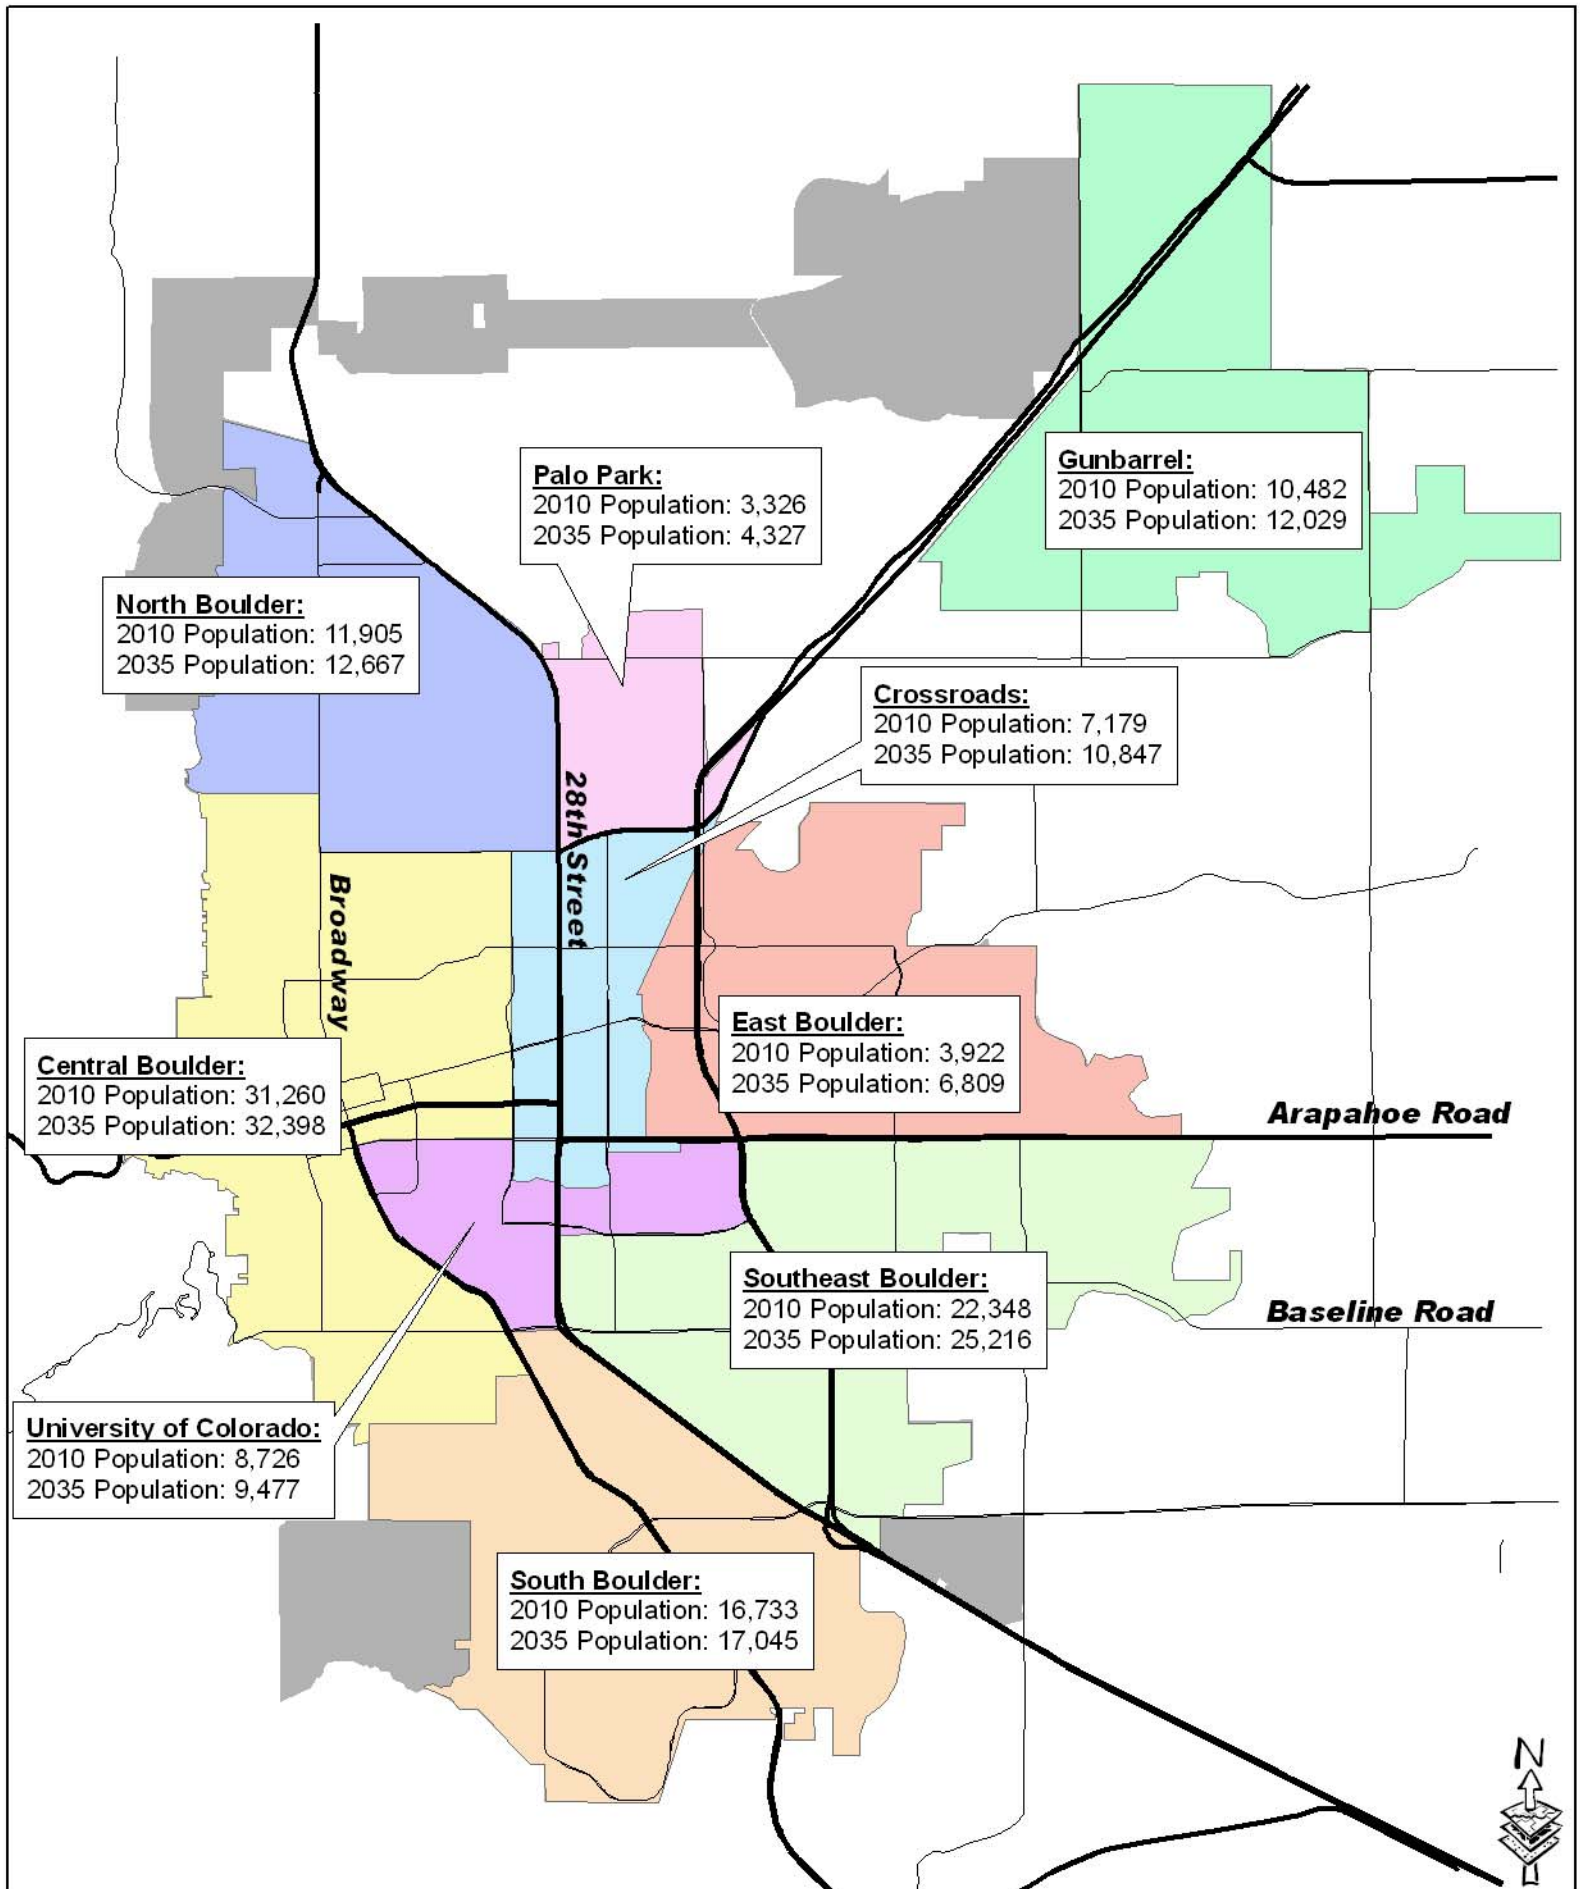 Palo Park:
2010 Population: 3,326
2035 Population: 4,327
Gunbarrel:
2010 Population: 10,482
2035 Population: 12,029
North Boulder:
2010 Population: 11,905
2035 Population: 12,667
Crossroads:
2010 Population: 7,179
2035 Population: 10,847
28th Street
Broadway
East Boulder:
2010 Population: 3,922
2035 Population: 6,809
Central Boulder:
2010 Population: 31,260
2035 Population: 32,398
Arapahoe Road
Southeast Boulder:
2010 Population: 22,348
2035 Population: 25,216
Baseline Road
University of Colorado:
2010 Population: 8,726
2035 Population: 9,477
South Boulder:
2010 Population: 16,733
2035 Population: 17,045
N